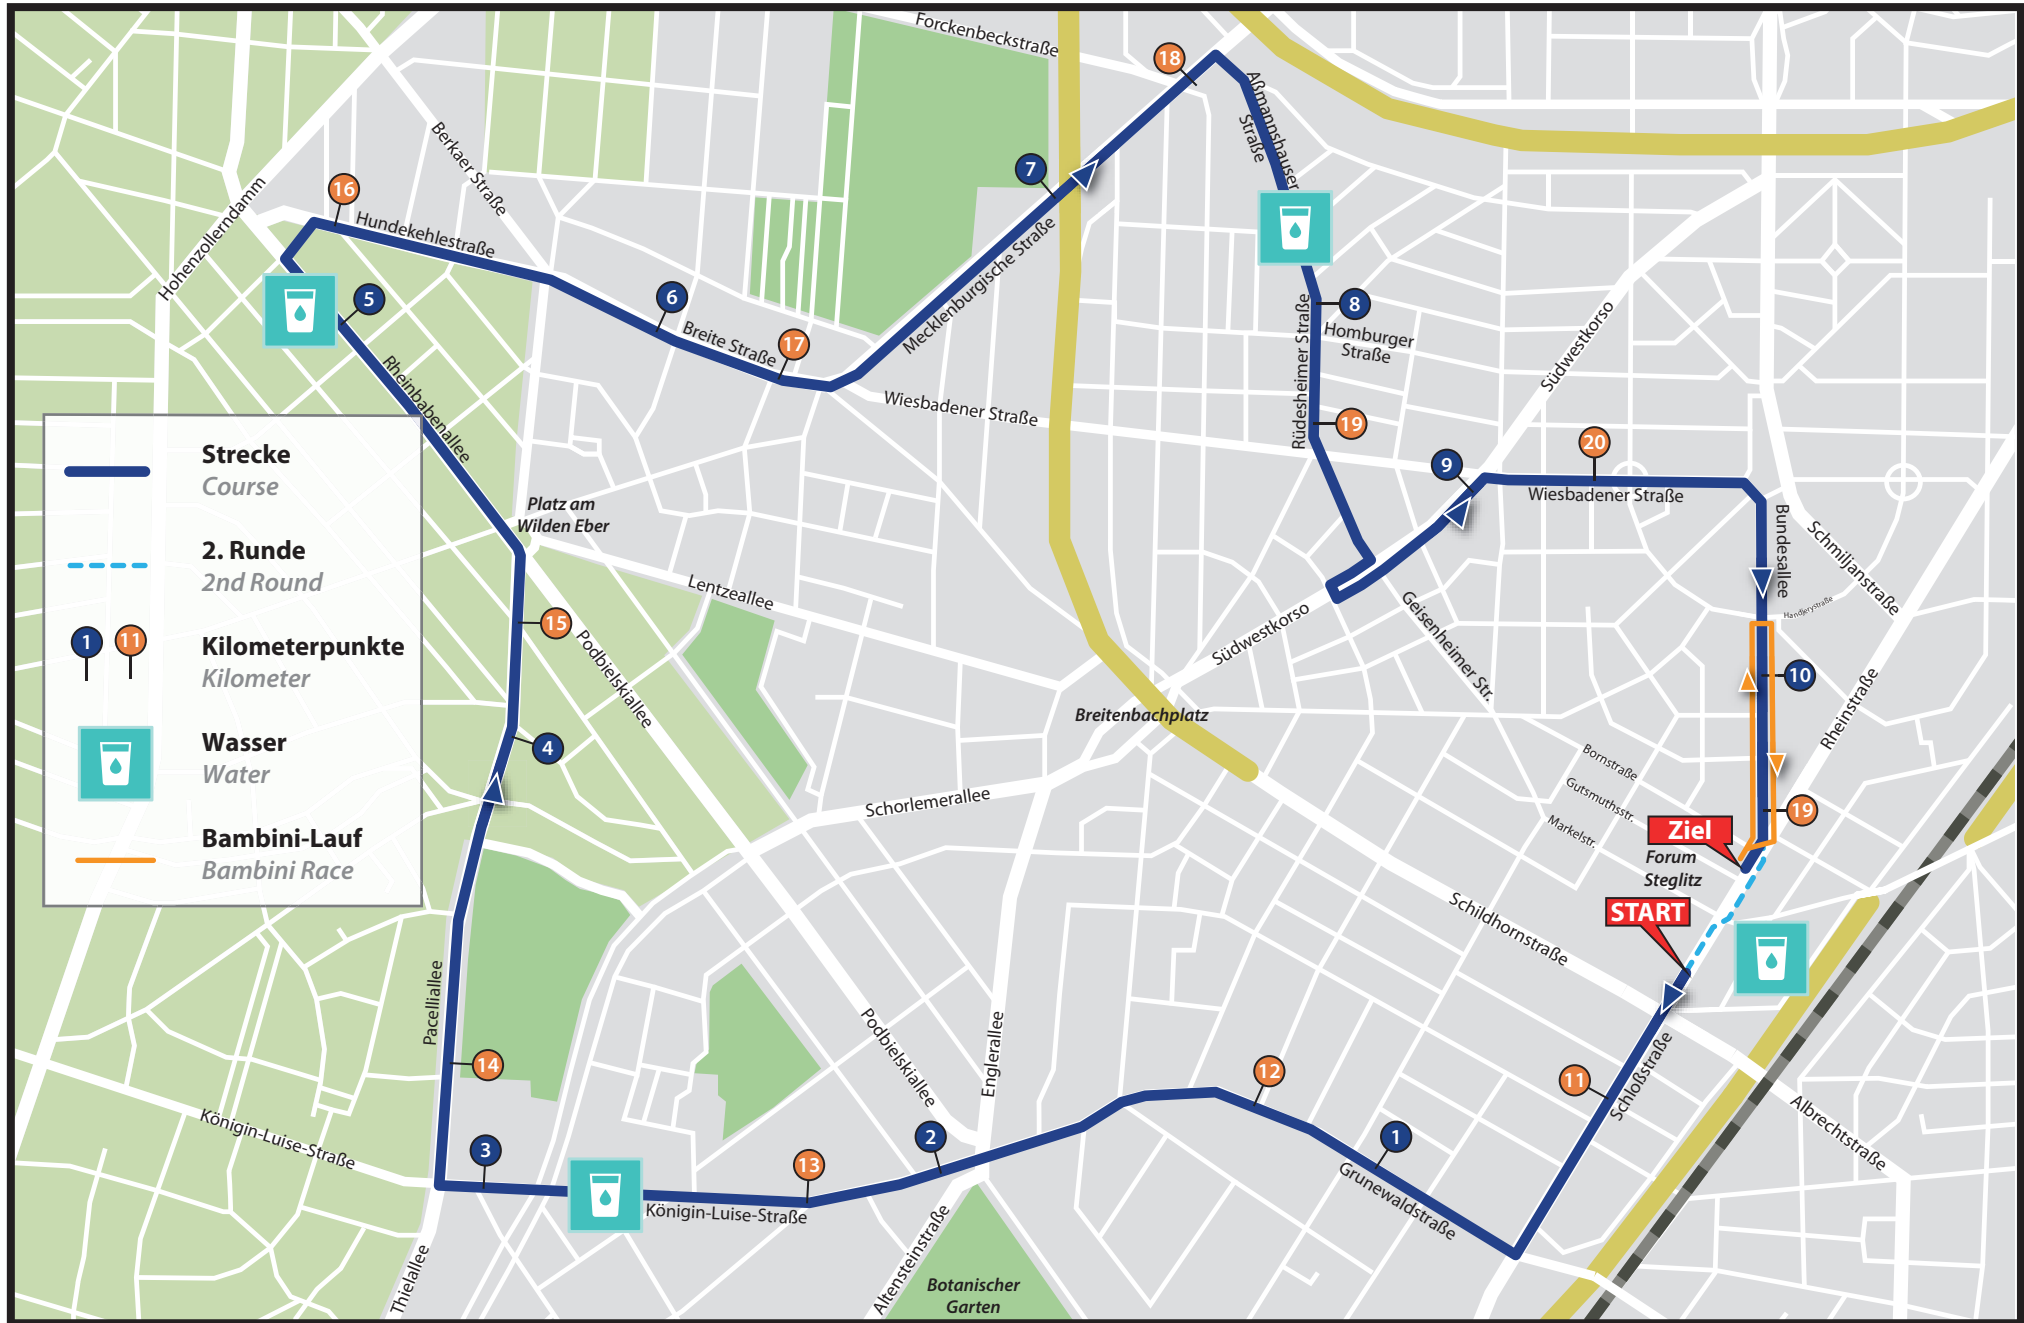 Forckenbeckstraße
18
Aßmannshauser
Straße
Berkaer Straße
7
16
Hundekehlestraße
Hohenzollerndamm
5
6
Breite Straße
17
Mecklenburgische Straße
8
Homburger
Straße
Rüdesheimer Straße
Südwestkorso
Rheinbabenallee
Wiesbadener Straße
19
9
20
Wiesbadener Straße
Strecke
Course
2. Runde
2nd Round
1
11
Kilometerpunkte
Kilometer
Wasser
Water
Bambini-Lauf
Bambini Race
Platz am
Wilden Eber
Bundesallee
Schmiljanstraße
Handjerystraße
Lentzeallee
15
Podbielskiallee
Südwestkorso
Geisenheimer Str.
10
Rheinstraße
4
Breitenbachplatz
Bornstraße
Gutsmuthsstr.
Markelstr.
Schorlemerallee
19
Ziel
Forum
Steglitz
START
Schildhornstraße
Pacelliallee
14
Podbielskiallee
Englerallee
12
11
Schloßstraße
Albrechtstraße
Königin-Luise-Straße
3
13
2
1
Grunewaldstraße
Königin-Luise-Straße
Thielallee
Altensteinstraße
Botanischer
Garten